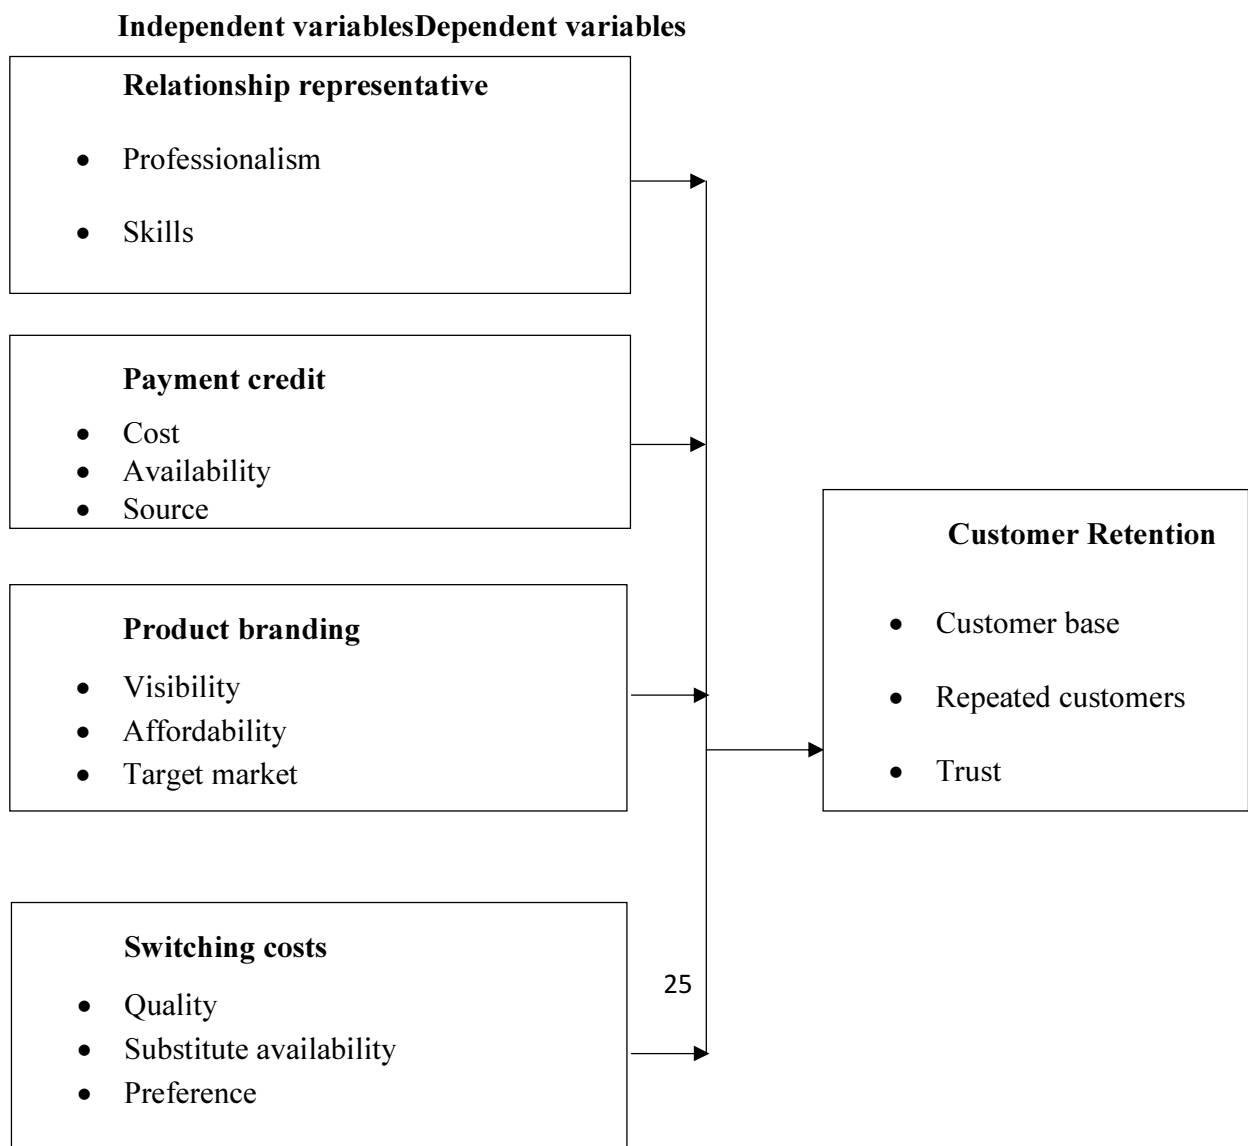 Independent variablesDependent variables
Relationship representative
• Professionalism
• Skills
Payment credit
• Cost
• Availability
• Source
Product branding
• Visibility
• Affordability
• Target market
Switching costs
• Quality
• Substitute availability
• Preference
25
Customer Retention
• Customer base
• Repeated customers
• Trust